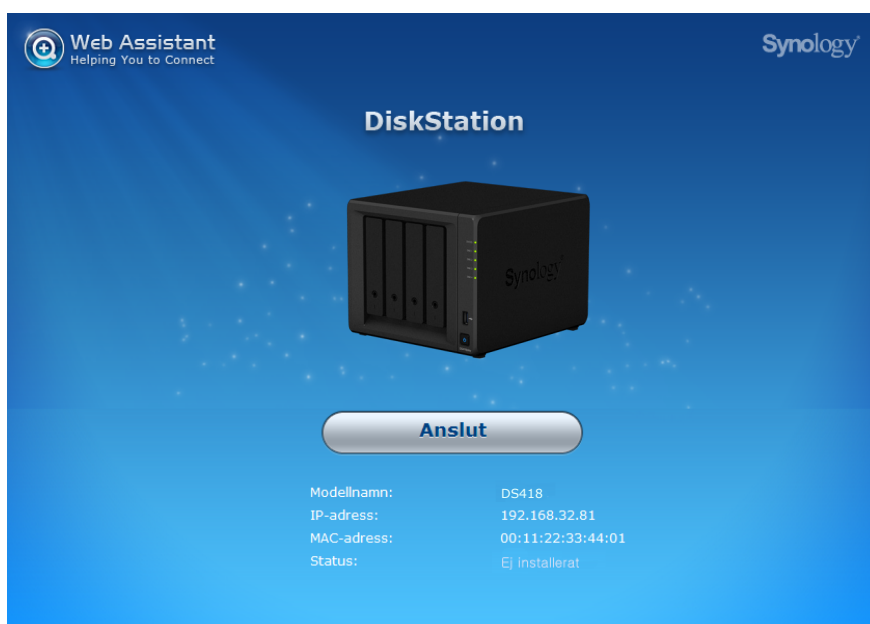 Web Assistant
Helping You to Connect
Synology
DiskStation
Synology
Anslut
Modellnamn: DS418
IP-adress: 192.168.32.81
MAC-adress: 00:11:22:33:44:01
Status: Ej installerat